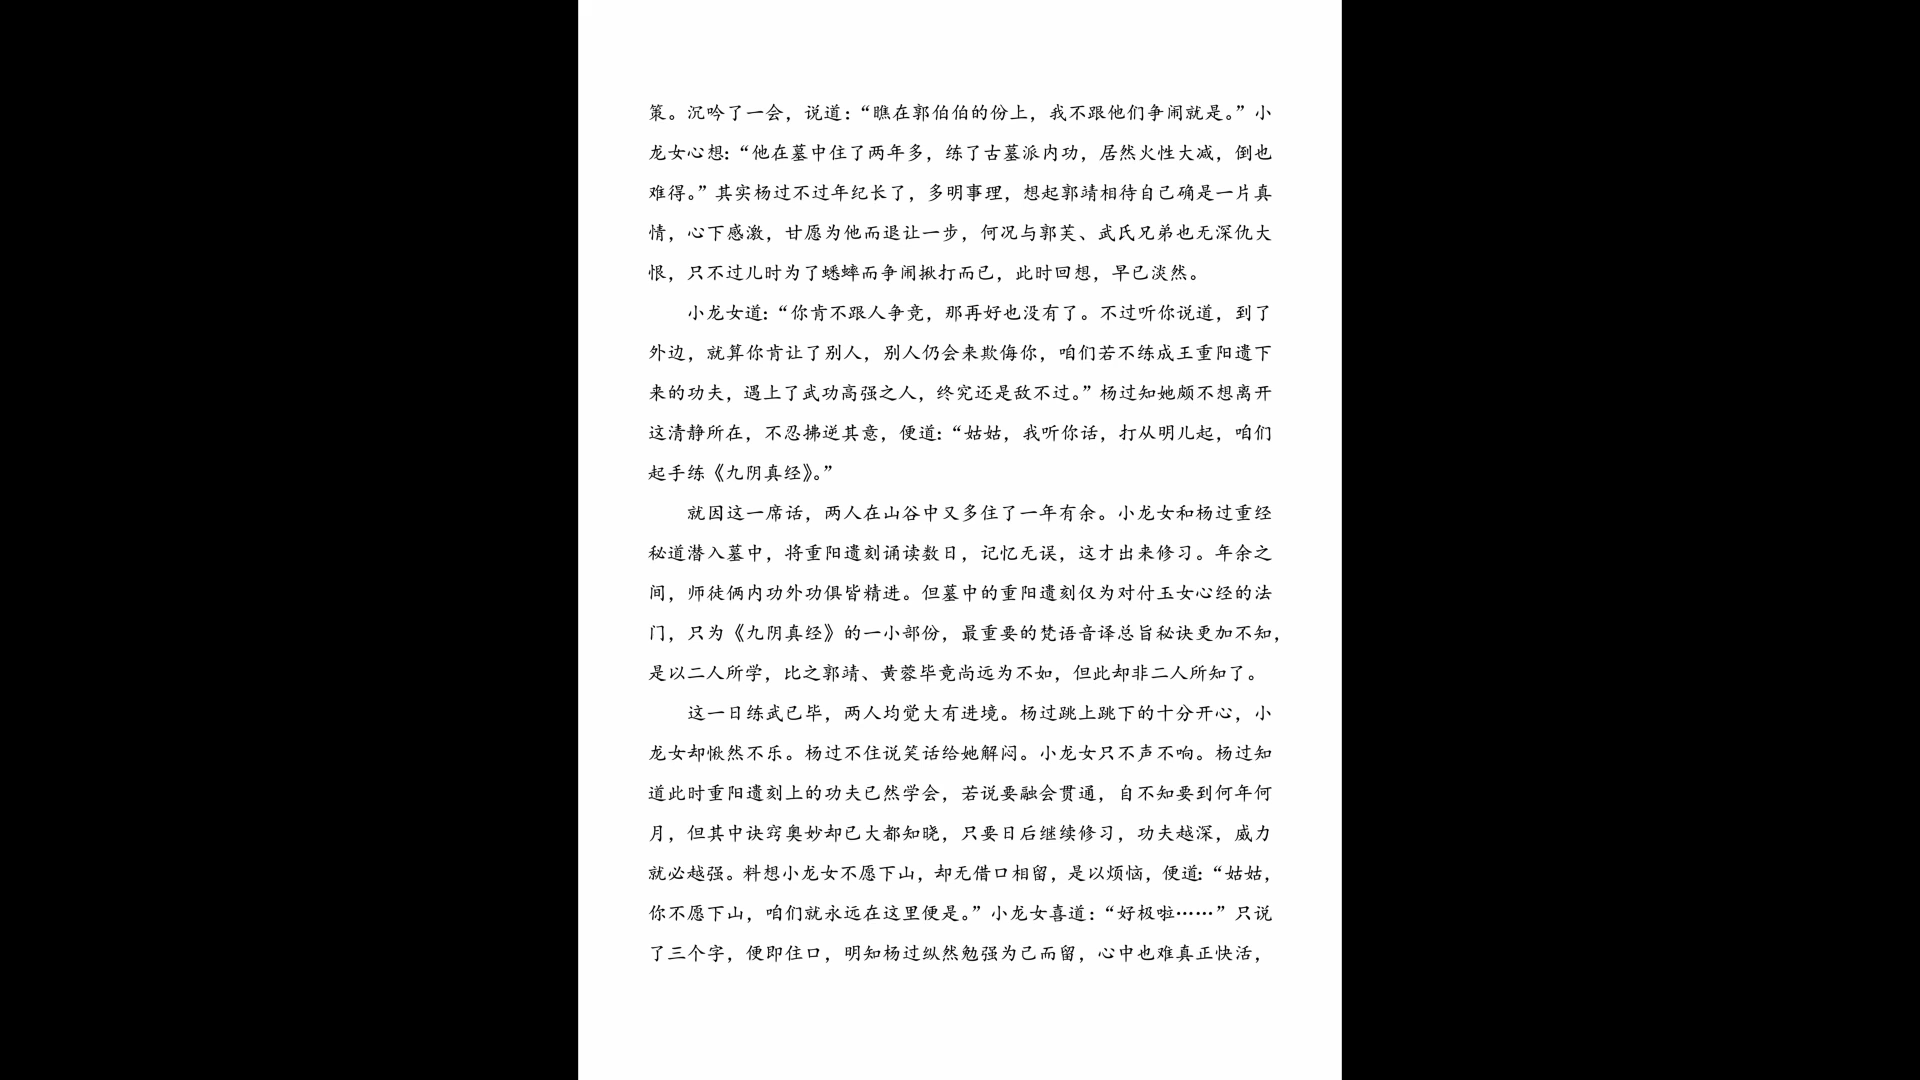 策。沉吟了一会，说道：“瞧在郭伯伯的份上，我不跟他们争闹就是。”小
龙女心想：“他在墓中住了两年多，练了古墓派内功，居然火性大减，倒也
难得。”其实杨过不过年纪长了，多明事理，想起郭靖相待自己确是一片真
情，心下感激，甘愿为他而退让一步，何况与郭芙、武氏兄弟也无深仇大
恨，只不过儿时为了蟋蟀而争闹揪打而已，此时回想，早已淡然。
小龙女道：“你肯不跟人争竞，那再好也没有了。不过听你说道，到了
外边，就算你肯让了别人，别人仍会来欺侮你，咱们若不练成王重阳遗下
来的功夫，遇上了武功高强之人，终究还是敌不过。”杨过知她颇不想离开
这清静所在，不忍拂逆其意，便道：“姑姑，我听你话，打从明儿起，咱们
起手练《九阴真经》。”
就因这一席话，两人在山谷中又多住了一年有余。小龙女和杨过重经
秘道潜入墓中，将重阳遗刻诵读数日，记忆无误，这才出来修习。年余之
间，师徒俩内功外功俱皆精进。但墓中的重阳遗刻仅为对付玉女心经的法
门，只为《九阴真经》的一小部份，最重要的梵语音译总旨秘诀更加不知，
是以二人所学，比之郭靖、黄蓉毕竟尚远为不如，但此却非二人所知了。
这一日练武已毕，两人均觉大有进境。杨过跳上跳下的十分开心，小
龙女却愀然不乐。杨过不住说笑话给她解闷。小龙女只不声不响。杨过知
道此时重阳遗刻上的功夫已然学会，若说要融会贯通，自不知要到何年何
月，但其中诀窍奥妙却已大都知晓，只要日后继续修习，功夫越深，威力
就必越强。料想小龙女不愿下山，却无借口相留，是以烦恼，便道：“姑姑，
你不愿下山，咱们就永远在这里便是。”小龙女喜道：“好极啦……”只说
了三个字，便即住口，明知杨过纵然勉强为己而留，心中也难真正快活，